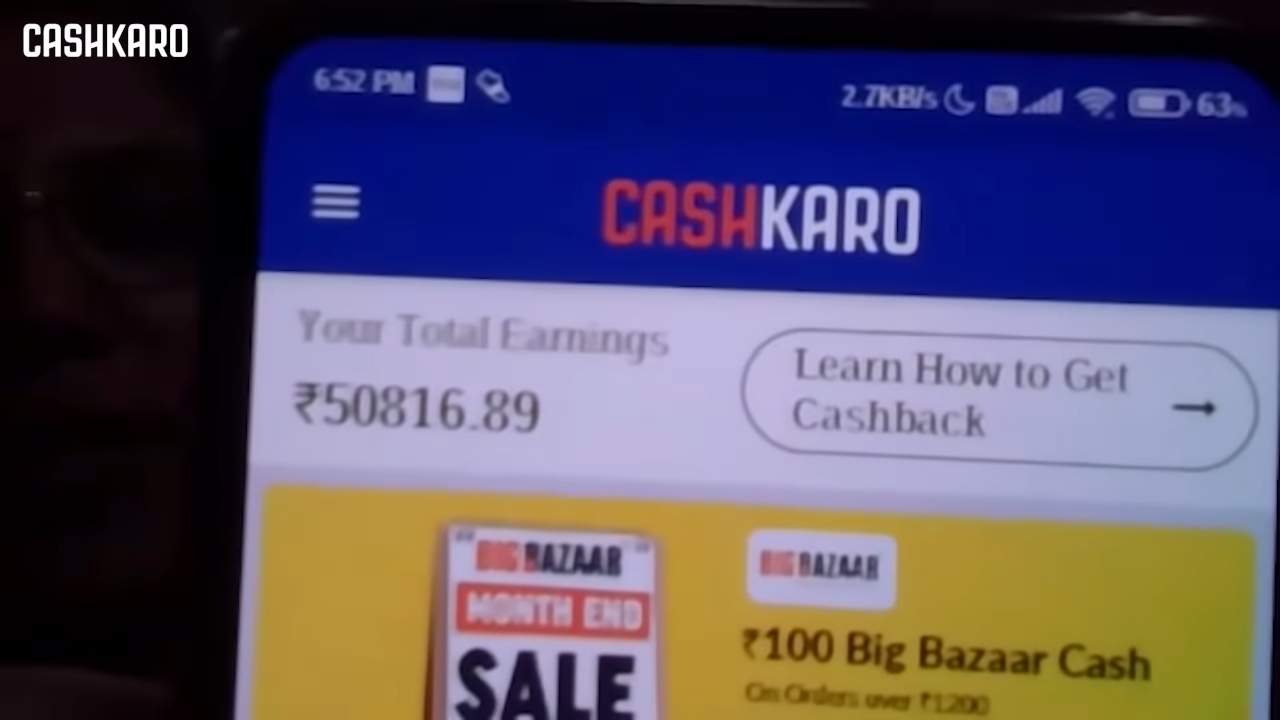 CASHKARO
6:52 PM
2.7KB/s
63%
CASHKARO
Your Total Earnings
₹50816.89
Learn How to Get
Cashback
BIG BAZAAR
MONTH END
SALE
BIG BAZAAR
₹100 Big Bazaar Cash
On Orders over ₹1200